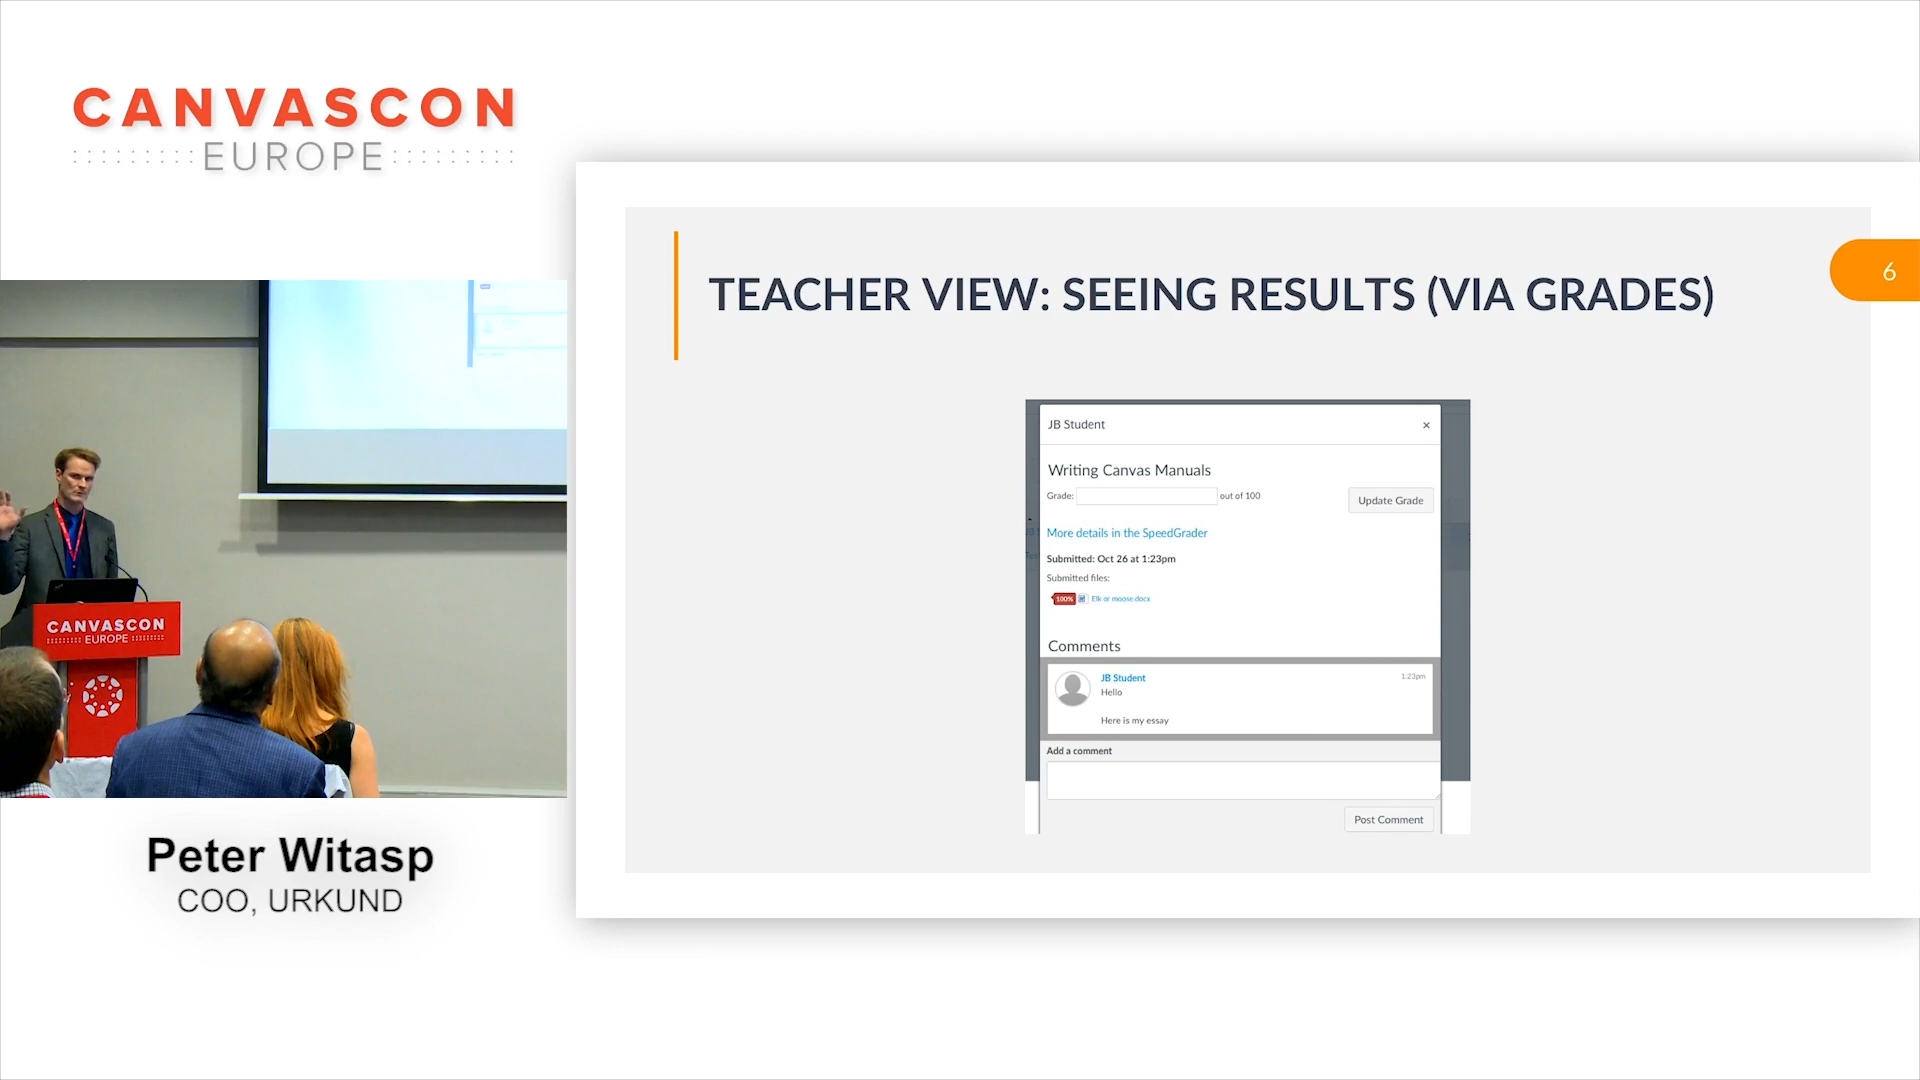 CANVASCON
EUROPE
TEACHER VIEW: SEEING RESULTS (VIA GRADES)
6
JB Student
×
Writing Canvas Manuals
Grade:
out of 100
Update Grade
More details in the SpeedGrader
Submitted: Oct 26 at 1:23pm
Submitted files:
100%
Elk or moose.docx
Comments
JB Student
1:23pm
Hello
Here is my essay
Add a comment
Post Comment
CANVASCON
EUROPE
Peter Witasp
COO, URKUND